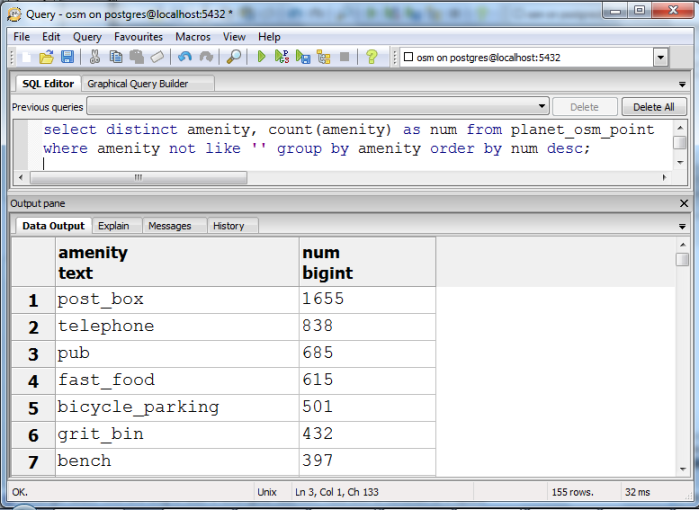 Query - osm on postgres@localhost:5432 *
File Edit Query Favourites Macros View Help
osm on postgres@localhost:5432
SQL Editor Graphical Query Builder
Previous queries Delete Delete All
select distinct amenity, count(amenity) as num from planet_osm_point
where amenity not like '' group by amenity order by num desc;
Output pane
Data Output Explain Messages History
amenity num
text bigint
1 post_box 1655
2 telephone 838
3 pub 685
4 fast_food 615
5 bicycle_parking 501
6 grit_bin 432
7 bench 397
OK. Unix Ln 3, Col 1, Ch 133 155 rows. 32 ms